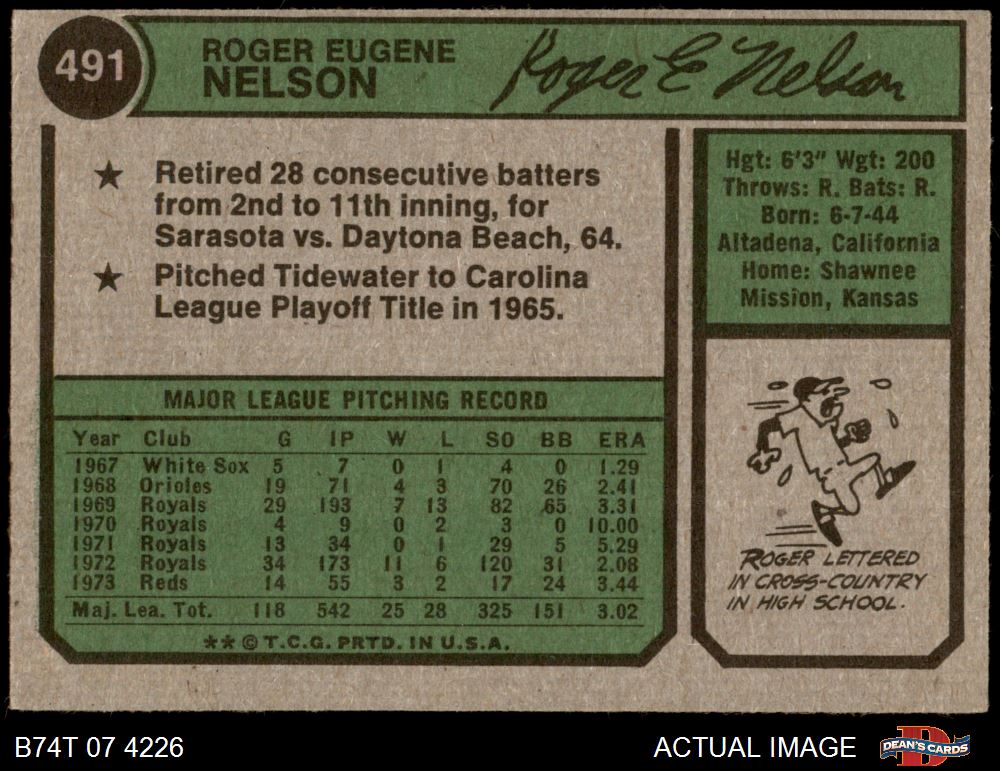 491
ROGER EUGENE
NELSON
Roger E Nelson
★ Retired 28 consecutive batters
from 2nd to 11th inning, for
Sarasota vs. Daytona Beach, 64.
★ Pitched Tidewater to Carolina
League Playoff Title in 1965.
Hgt: 6'3" Wgt: 200
Throws: R. Bats: R.
Born: 6-7-44
Altadena, California
Home: Shawnee
Mission, Kansas
MAJOR LEAGUE PITCHING RECORD
Year Club G IP W L SO BB ERA
1967 White Sox 5 7 0 1 4 0 1.29
1968 Orioles 19 71 4 3 70 26 2.41
1969 Royals 29 193 7 13 82 65 3.31
1970 Royals 4 9 0 2 3 0 10.00
1971 Royals 13 34 0 1 29 5 5.29
1972 Royals 34 173 11 6 120 31 2.08
1973 Reds 14 55 3 2 17 24 3.44
Maj. Lea. Tot. 118 542 25 28 325 151 3.02
**©T.C.G. PRTD. IN U.S.A.
ROGER LETTERED
IN CROSS-COUNTRY
IN HIGH SCHOOL.
B74T 07 4226
ACTUAL IMAGE
DEAN'S CARDS